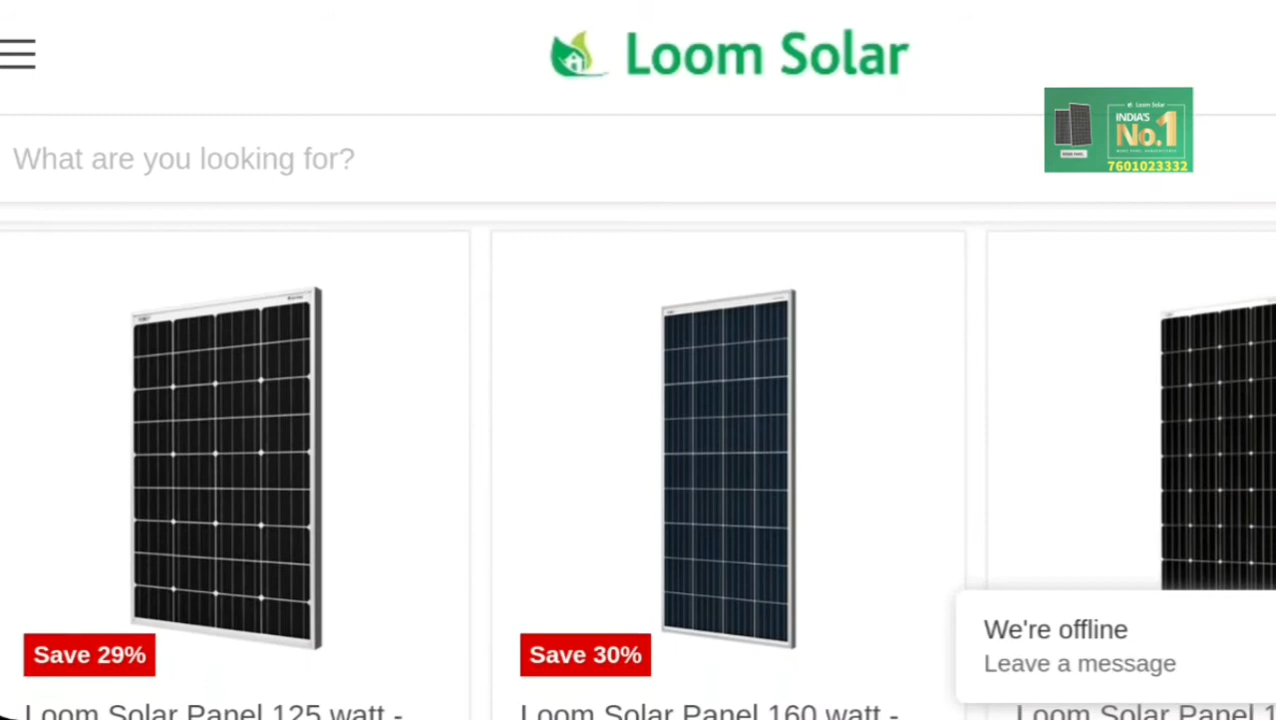 Loom Solar
Loom Solar
INDIA'S
No.1
7601023332
What are you looking for?
Save 29%
Save 30%
We're offline
Leave a message
Loom Solar Panel 125 watt -
Loom Solar Panel 160 watt -
Loom Solar Panel 1